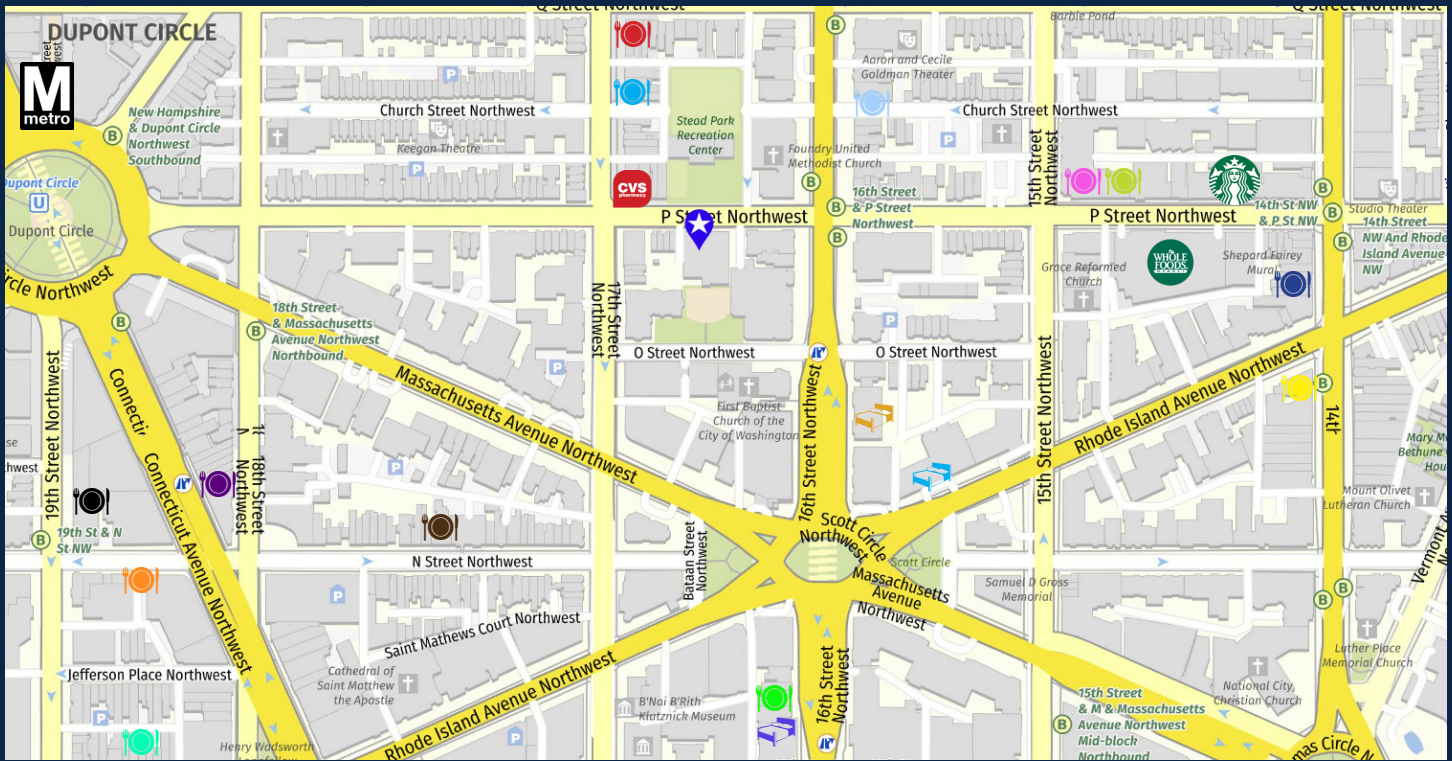 Q Street Northwest
Q Street Northwest
DUPONT CIRCLE
Barbie Pond
M
metro
Aaron and Cecile
Goldman Theater
New Hampshire
& Dupont Circle
Northwest
Southbound
Church Street Northwest
Church Street Northwest
Stead Park
Recreation
Center
Keegan Theatre
Foundry United
Methodist Church
15th Street
Northwest
Dupont Circle
U
CVS
pharmacy
16th Street
& P Street
Northwest
P Street Northwest
P Street Northwest
14th St NW
& P St NW
Studio Theater
14th Street
NW And Rhode
Island Avenue
NW
Dupont Circle
WHOLE
FOODS
MARKET
Shepard Fairey
Mural
Grace Reformed
Church
ircle Northwest
17th Street
Northwest
18th Street
& Massachusetts
Avenue Northwest
Northbound
O Street Northwest
O Street Northwest
19th Street Northwest
Connecti
Massachusetts Avenue Northwest
First Baptist
Church of the
City of Washington
16th Street Northwest
15th Street Northwest
Rhode Island Avenue Northwest
14th
Mary M
Bethune
Hou
18th Street
Northwest
Connecticut Avenue Northwest
Mount Olivet
Lutheran Church
19th St & N
St NW
Scott Circle
Northwest
N Street Northwest
Bataan Street
Northwest
Scott Circle
Massachusetts
Avenue
Northwest
Samuel D Gross
Memorial
Vermont A
Saint Mathews Court Northwest
Jefferson Place Northwest
Cathedral of
Saint Matthew
the Apostle
Rhode Island Avenue Northwest
16th Street
Northwest
B'Nai B'Rith
Klutznick Museum
Luther Place
Memorial Church
National City
Christian Church
15th Street
& M & Massachusetts
Avenue Northwest
Mid-block
Northbound
Henry Wadsworth
mas Circle N